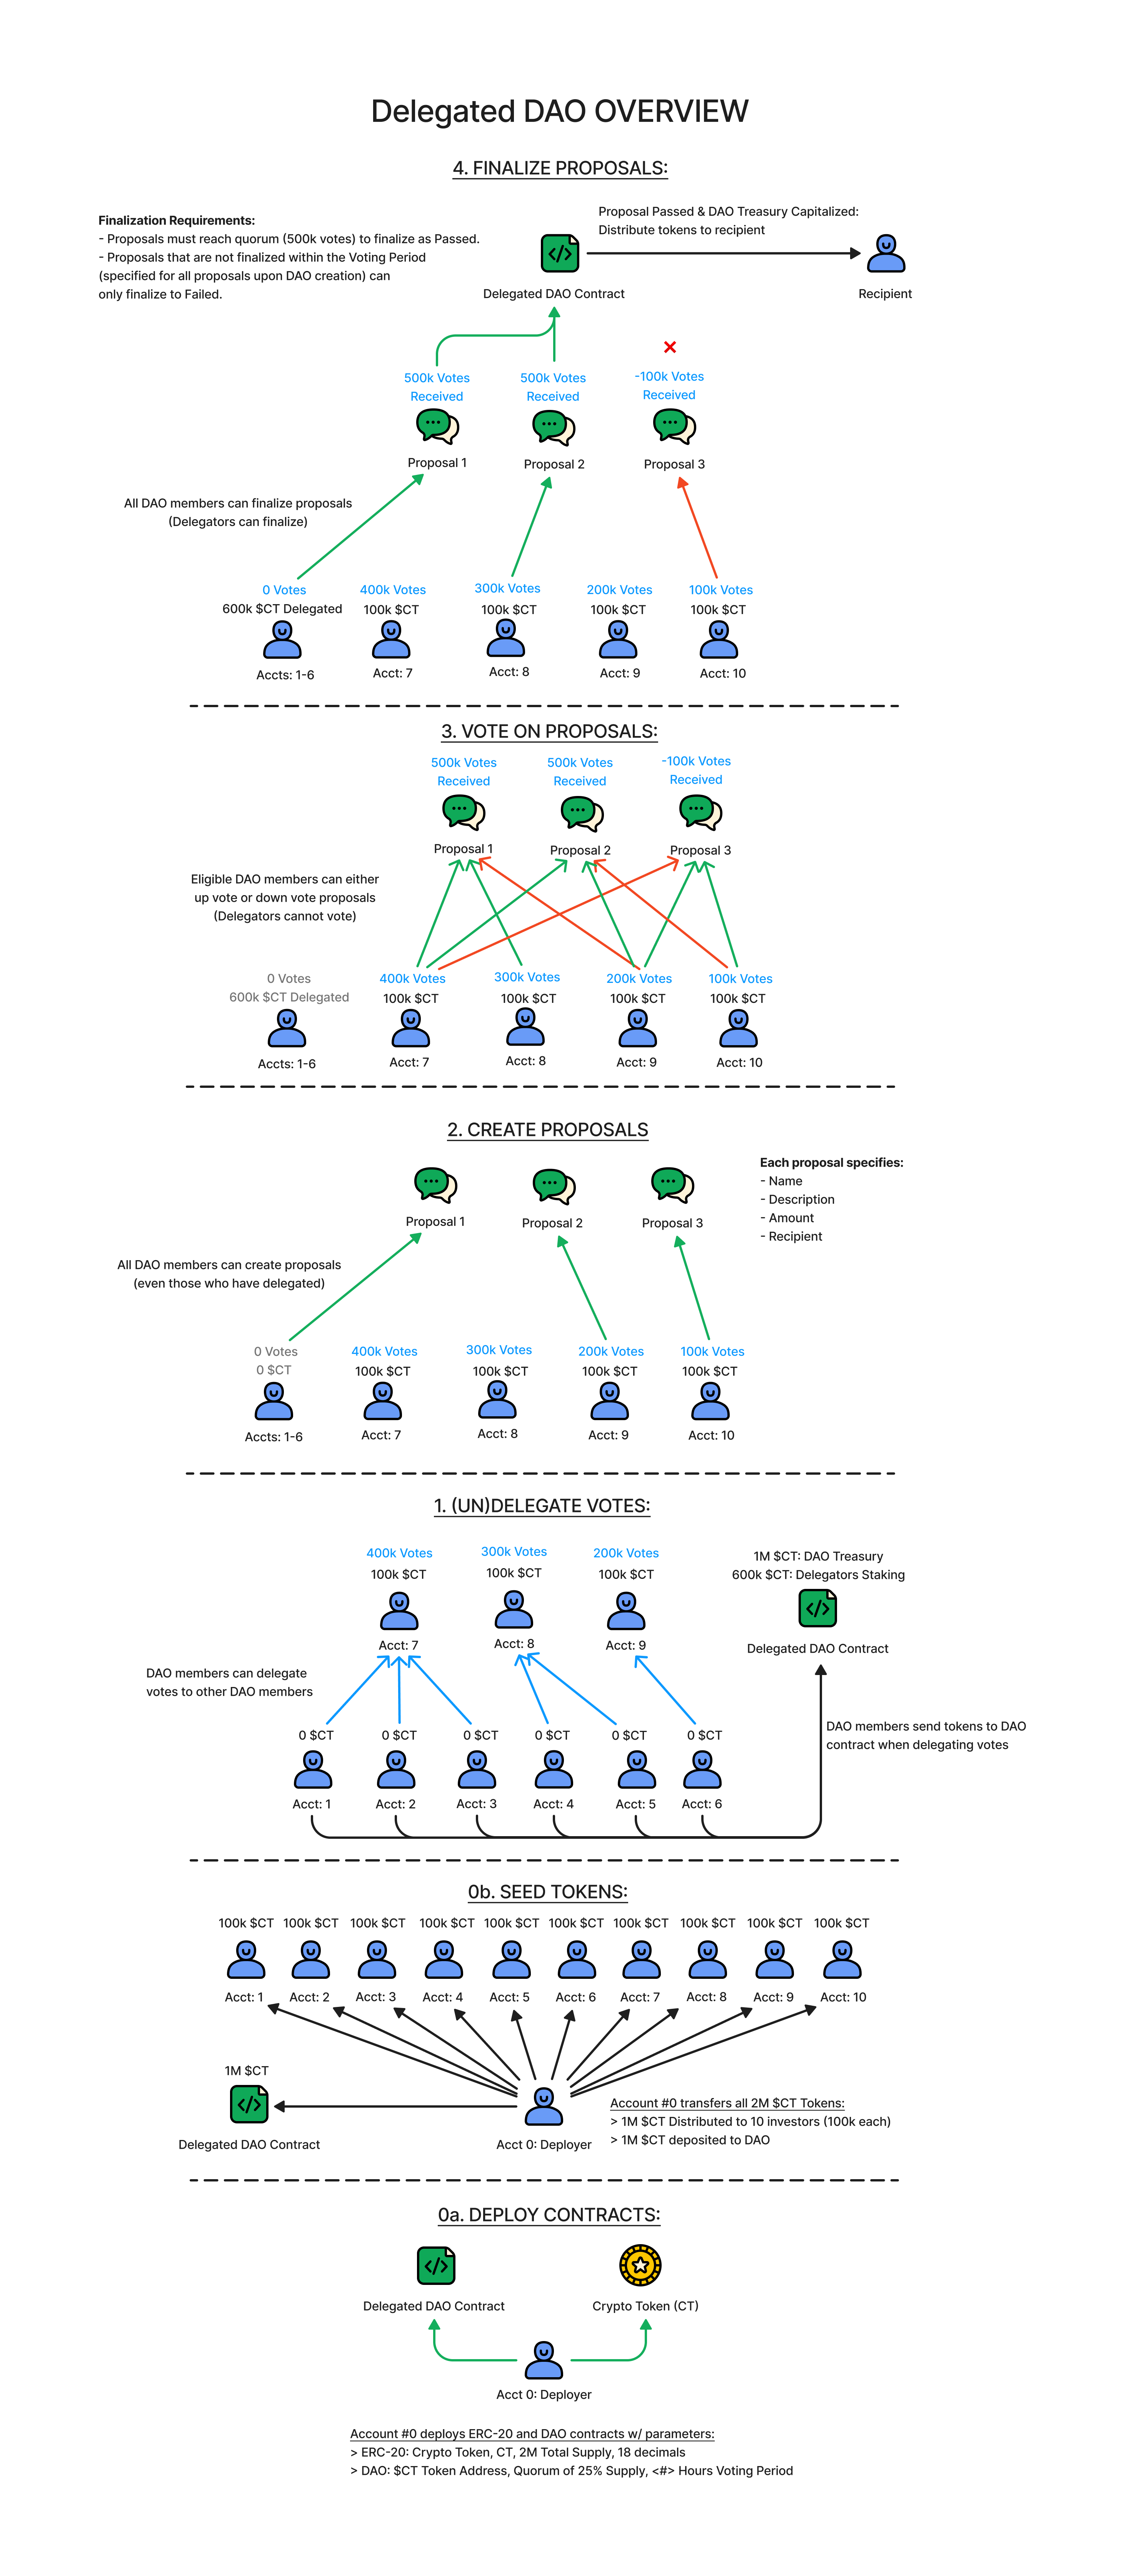 Delegated DAO OVERVIEW
4. FINALIZE PROPOSALS:
Finalization Requirements:
- Proposals must reach quorum (500k votes) to finalize as Passed.
- Proposals that are not finalized within the Voting Period
(specified for all proposals upon DAO creation) can
only finalize to Failed.
Proposal Passed & DAO Treasury Capitalized:
Distribute tokens to recipient
Delegated DAO Contract
Recipient
500k Votes
Received
500k Votes
Received
-100k Votes
Received
Proposal 1
Proposal 2
Proposal 3
All DAO members can finalize proposals
(Delegators can finalize)
0 Votes
600k $CT Delegated
400k Votes
100k $CT
300k Votes
100k $CT
200k Votes
100k $CT
100k Votes
100k $CT
Accts: 1-6
Acct: 7
Acct: 8
Acct: 9
Acct: 10
3. VOTE ON PROPOSALS:
500k Votes
Received
500k Votes
Received
-100k Votes
Received
Proposal 1
Proposal 2
Proposal 3
Eligible DAO members can either
up vote or down vote proposals
(Delegators cannot vote)
0 Votes
600k $CT Delegated
400k Votes
100k $CT
300k Votes
100k $CT
200k Votes
100k $CT
100k Votes
100k $CT
Accts: 1-6
Acct: 7
Acct: 8
Acct: 9
Acct: 10
2. CREATE PROPOSALS
Each proposal specifies:
- Name
- Description
- Amount
- Recipient
Proposal 1
Proposal 2
Proposal 3
All DAO members can create proposals
(even those who have delegated)
0 Votes
0 $CT
400k Votes
100k $CT
300k Votes
100k $CT
200k Votes
100k $CT
100k Votes
100k $CT
Accts: 1-6
Acct: 7
Acct: 8
Acct: 9
Acct: 10
1. (UN)DELEGATE VOTES:
400k Votes
100k $CT
300k Votes
100k $CT
200k Votes
100k $CT
1M $CT: DAO Treasury
600k $CT: Delegators Staking
Acct: 7
Acct: 8
Acct: 9
Delegated DAO Contract
DAO members can delegate
votes to other DAO members
DAO members send tokens to DAO
contract when delegating votes
0 $CT
0 $CT
0 $CT
0 $CT
0 $CT
0 $CT
Acct: 1
Acct: 2
Acct: 3
Acct: 4
Acct: 5
Acct: 6
0b. SEED TOKENS:
100k $CT
100k $CT
100k $CT
100k $CT
100k $CT
100k $CT
100k $CT
100k $CT
100k $CT
100k $CT
Acct: 1
Acct: 2
Acct: 3
Acct: 4
Acct: 5
Acct: 6
Acct: 7
Acct: 8
Acct: 9
Acct: 10
1M $CT
Delegated DAO Contract
Acct 0: Deployer
Account #0 transfers all 2M $CT Tokens:
> 1M $CT Distributed to 10 investors (100k each)
> 1M $CT deposited to DAO
0a. DEPLOY CONTRACTS:
Delegated DAO Contract
Crypto Token (CT)
Acct 0: Deployer
Account #0 deploys ERC-20 and DAO contracts w/ parameters:
> ERC-20: Crypto Token, CT, 2M Total Supply, 18 decimals
> DAO: $CT Token Address, Quorum of 25% Supply, <#> Hours Voting Period